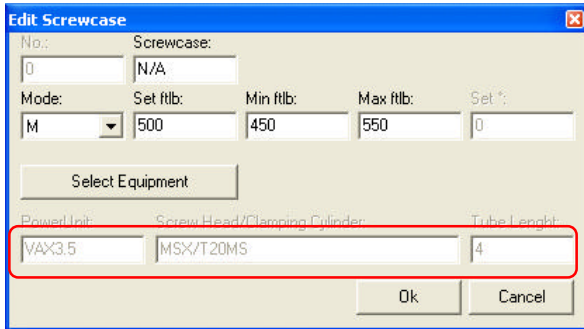 Edit Screwcase
No.: Screwcase:
0 N/A
Mode: Set ftlb: Min ftlb: Max ftlb: Set °:
M 500 450 550 0
Select Equipment
PowerUnit: Screw Head/Clamping Cylinder: Tube Lenght:
VAX3.5 MSX/T20MS 4
Ok Cancel